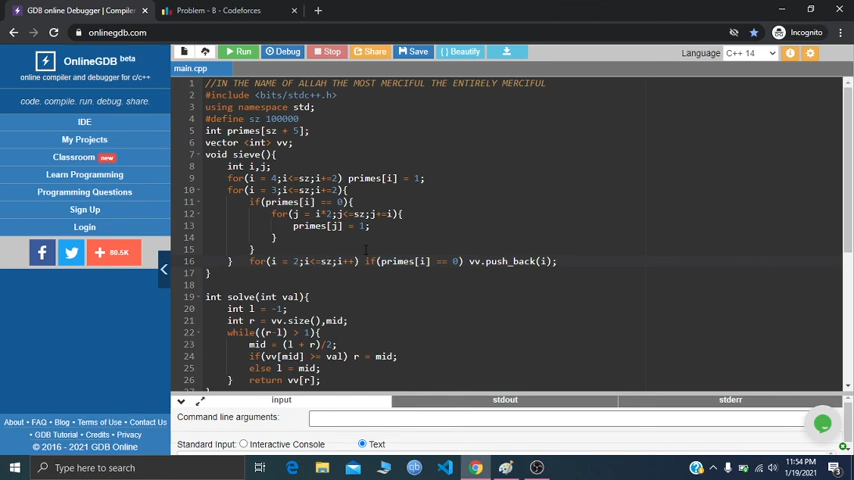 GDB online Debugger | Compiler
Problem - B - Codeforces
onlinegdb.com
Incognito
OnlineGDB beta
online compiler and debugger for c/c++
code. compile. run. debug. share.
IDE
My Projects
Classroom new
Learn Programming
Programming Questions
Sign Up
Login
88.5K
About • FAQ • Blog • Terms of Use • Contact Us
• GDB Tutorial • Credits • Privacy
© 2016 - 2021 GDB Online
Run Debug Stop Share Save { } Beautify
Language C++ 14
main.cpp
1 //IN THE NAME OF ALLAH THE MOST MERCIFUL THE ENTIRELY MERCIFUL
2 #include <bits/stdc++.h>
3 using namespace std;
4 #define sz 100000
5 int primes[sz + 5];
6 vector <int> vv;
7 void sieve(){
8 int i,j;
9 for(i = 4;i<=sz;i+=2) primes[i] = 1;
10 for(i = 3;i<=sz;i+=2){
11 if(primes[i] == 0){
12 for(j = i*2;j<=sz;j+=i){
13 primes[j] = 1;
14 }
15 }
16 } for(i = 2;i<=sz;i++) if(primes[i] == 0) vv.push_back(i);
17 }
18
19 int solve(int val){
20 int l = -1;
21 int r = vv.size(),mid;
22 while((r-l) > 1){
23 mid = (l + r)/2;
24 if(vv[mid] >= val) r = mid;
25 else l = mid;
26 } return vv[r];
27 }
input stdout stderr
Command line arguments:
Standard Input: Interactive Console Text
Type here to search
11:54 PM
1/19/2021